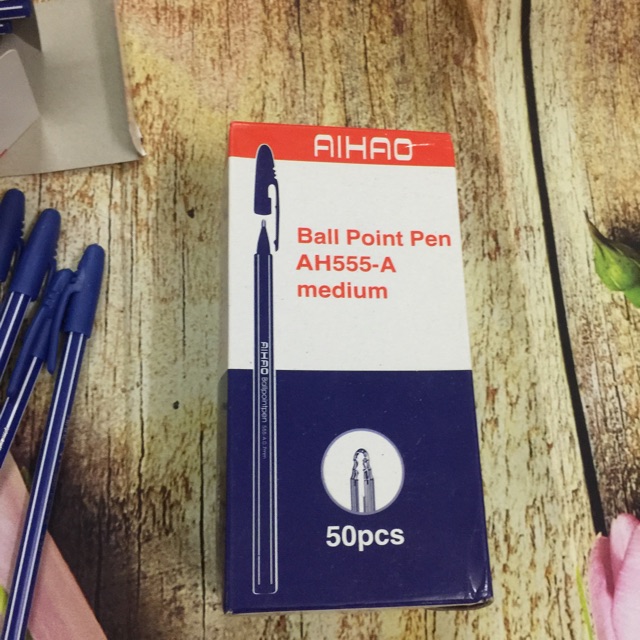 AIHAO
Ball Point Pen
AH555-A
medium
AIHAO
50pcs